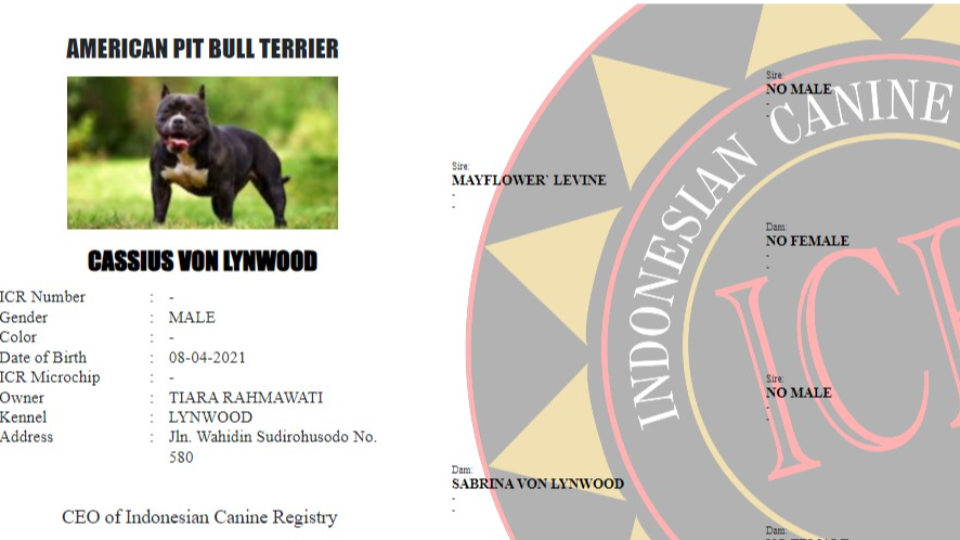 AMERICAN PIT BULL TERRIER
CASSIUS VON LYNWOOD
ICR Number : -
Gender : MALE
Color : -
Date of Birth : 08-04-2021
ICR Microchip : -
Owner : TIARA RAHMAWATI
Kennel : LYNWOOD
Address : Jln. Wahidin Sudirohusodo No.
580
CEO of Indonesian Canine Registry
Sire:
MAYFLOWER` LEVINE
-
-
Dam:
SABRINA VON LYNWOOD
-
-
Sire:
NO MALE
-
-
Dam:
NO FEMALE
-
-
Sire:
NO MALE
-
-
Dam:
INDONESIAN CANINE
IC